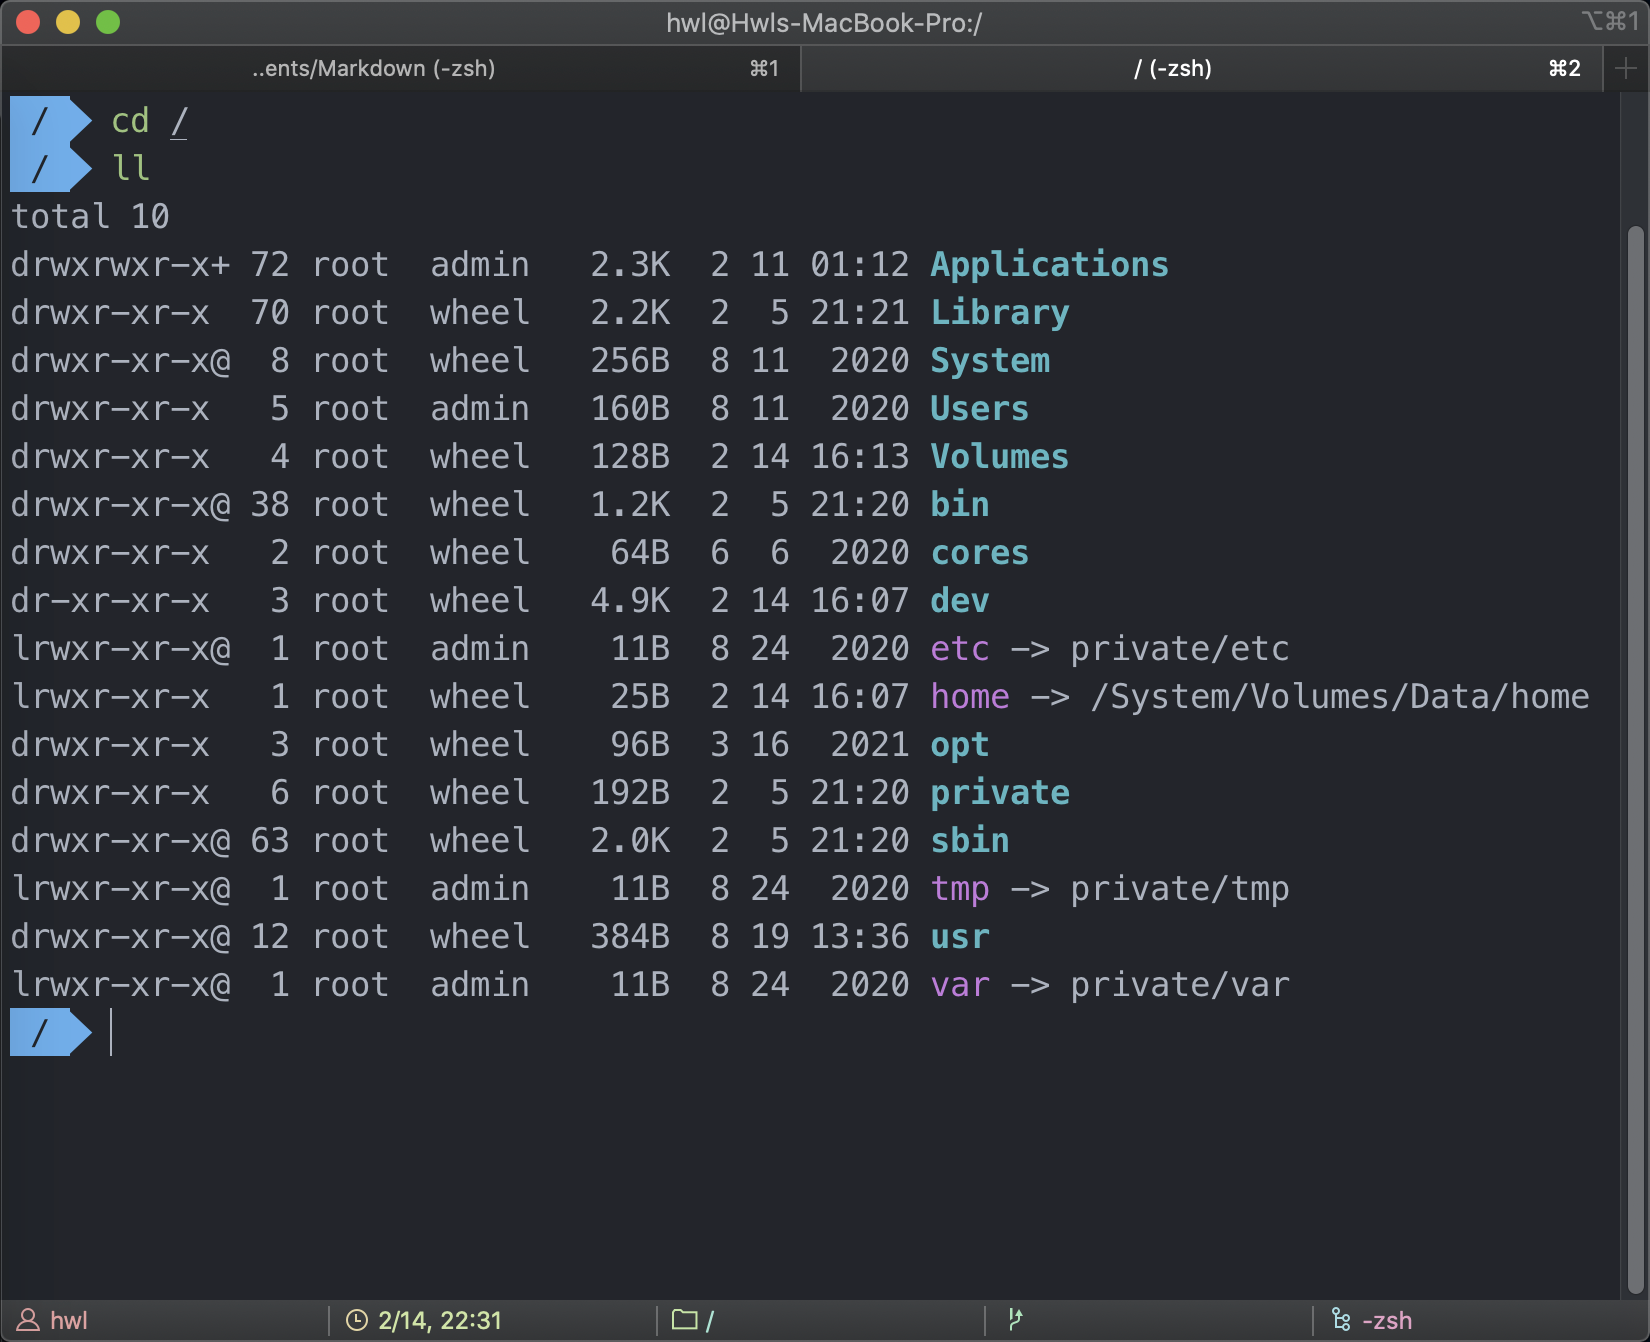 hwl@Hwls-MacBook-Pro:/ ⌥⌘1
..ents/Markdown (-zsh) ⌘1 / (-zsh) ⌘2 +
/ cd /
/ ll
total 10
drwxrwxr-x+ 72 root  admin   2.3K  2 11 01:12 Applications
drwxr-xr-x  70 root  wheel   2.2K  2  5 21:21 Library
drwxr-xr-x@  8 root  wheel   256B  8 11  2020 System
drwxr-xr-x   5 root  admin   160B  8 11  2020 Users
drwxr-xr-x   4 root  wheel   128B  2 14 16:13 Volumes
drwxr-xr-x@ 38 root  wheel   1.2K  2  5 21:20 bin
drwxr-xr-x   2 root  wheel    64B  6  6  2020 cores
dr-xr-xr-x   3 root  wheel   4.9K  2 14 16:07 dev
lrwxr-xr-x@  1 root  admin    11B  8 24  2020 etc -> private/etc
lrwxr-xr-x   1 root  wheel    25B  2 14 16:07 home -> /System/Volumes/Data/home
drwxr-xr-x   3 root  wheel    96B  3 16  2021 opt
drwxr-xr-x   6 root  wheel   192B  2  5 21:20 private
drwxr-xr-x@ 63 root  wheel   2.0K  2  5 21:20 sbin
lrwxr-xr-x@  1 root  admin    11B  8 24  2020 tmp -> private/tmp
drwxr-xr-x@ 12 root  wheel   384B  8 19 13:36 usr
lrwxr-xr-x@  1 root  admin    11B  8 24  2020 var -> private/var
/
hwl 2/14, 22:31 / -zsh